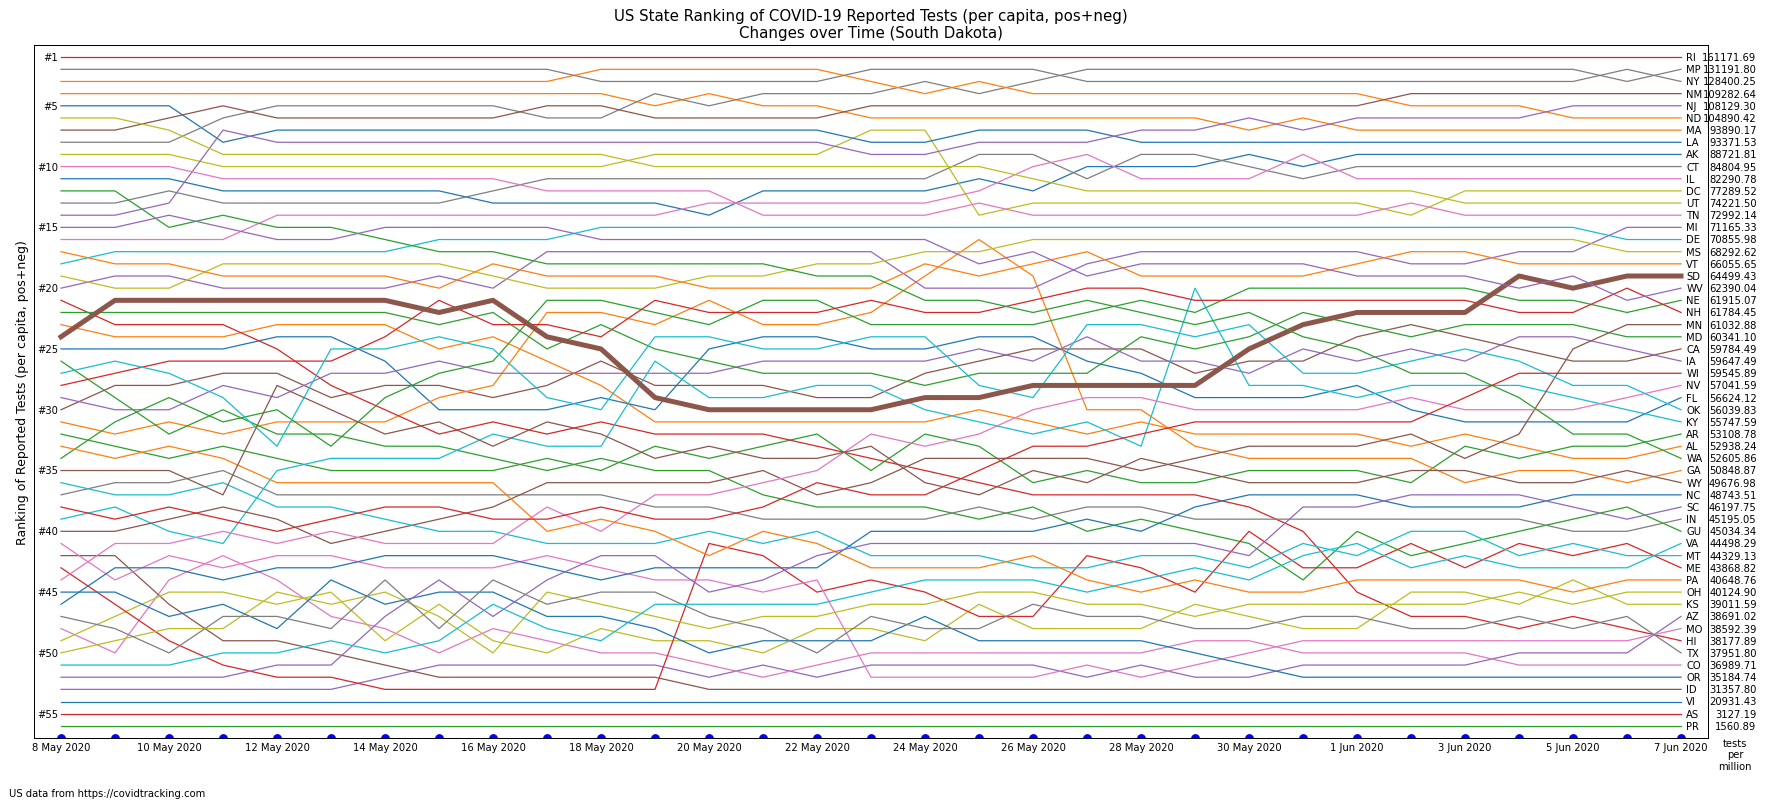 US State Ranking of COVID-19 Reported Tests (per capita, pos+neg)
Changes over Time (South Dakota)
Ranking of Reported Tests (per capita, pos+neg)
#1
#5
#10
#15
#20
#25
#30
#35
#40
#45
#50
#55
RI 161171.69
MP 131191.80
NY 128400.25
NM 109282.64
NJ 108129.30
ND 104890.42
MA 93890.17
LA 93371.53
AK 88721.81
CT 84804.95
IL 82290.78
DC 77289.52
UT 74221.50
TN 72992.14
MI 71165.33
DE 70855.98
MS 68292.62
VT 66055.65
SD 64499.43
WV 62390.04
NE 61915.07
NH 61784.45
MN 61032.88
MD 60341.10
CA 59784.49
IA 59647.49
WI 59545.89
NV 57041.59
FL 56624.12
OK 56039.83
KY 55747.59
AR 53108.78
AL 52938.24
WA 52605.86
GA 50848.87
WY 49676.98
NC 48743.51
SC 46197.75
IN 45195.05
GU 45034.34
VA 44498.29
MT 44329.13
ME 43868.82
PA 40648.76
OH 40124.90
KS 39011.59
AZ 38691.02
MO 38592.39
HI 38177.89
TX 37951.80
CO 36989.71
OR 35184.74
ID 31357.80
VI 20931.43
AS 3127.19
PR 1560.89
8 May 2020 10 May 2020 12 May 2020 14 May 2020 16 May 2020 18 May 2020 20 May 2020 22 May 2020 24 May 2020 26 May 2020 28 May 2020 30 May 2020 1 Jun 2020 3 Jun 2020 5 Jun 2020 7 Jun 2020
tests
per
million
US data from https://covidtracking.com